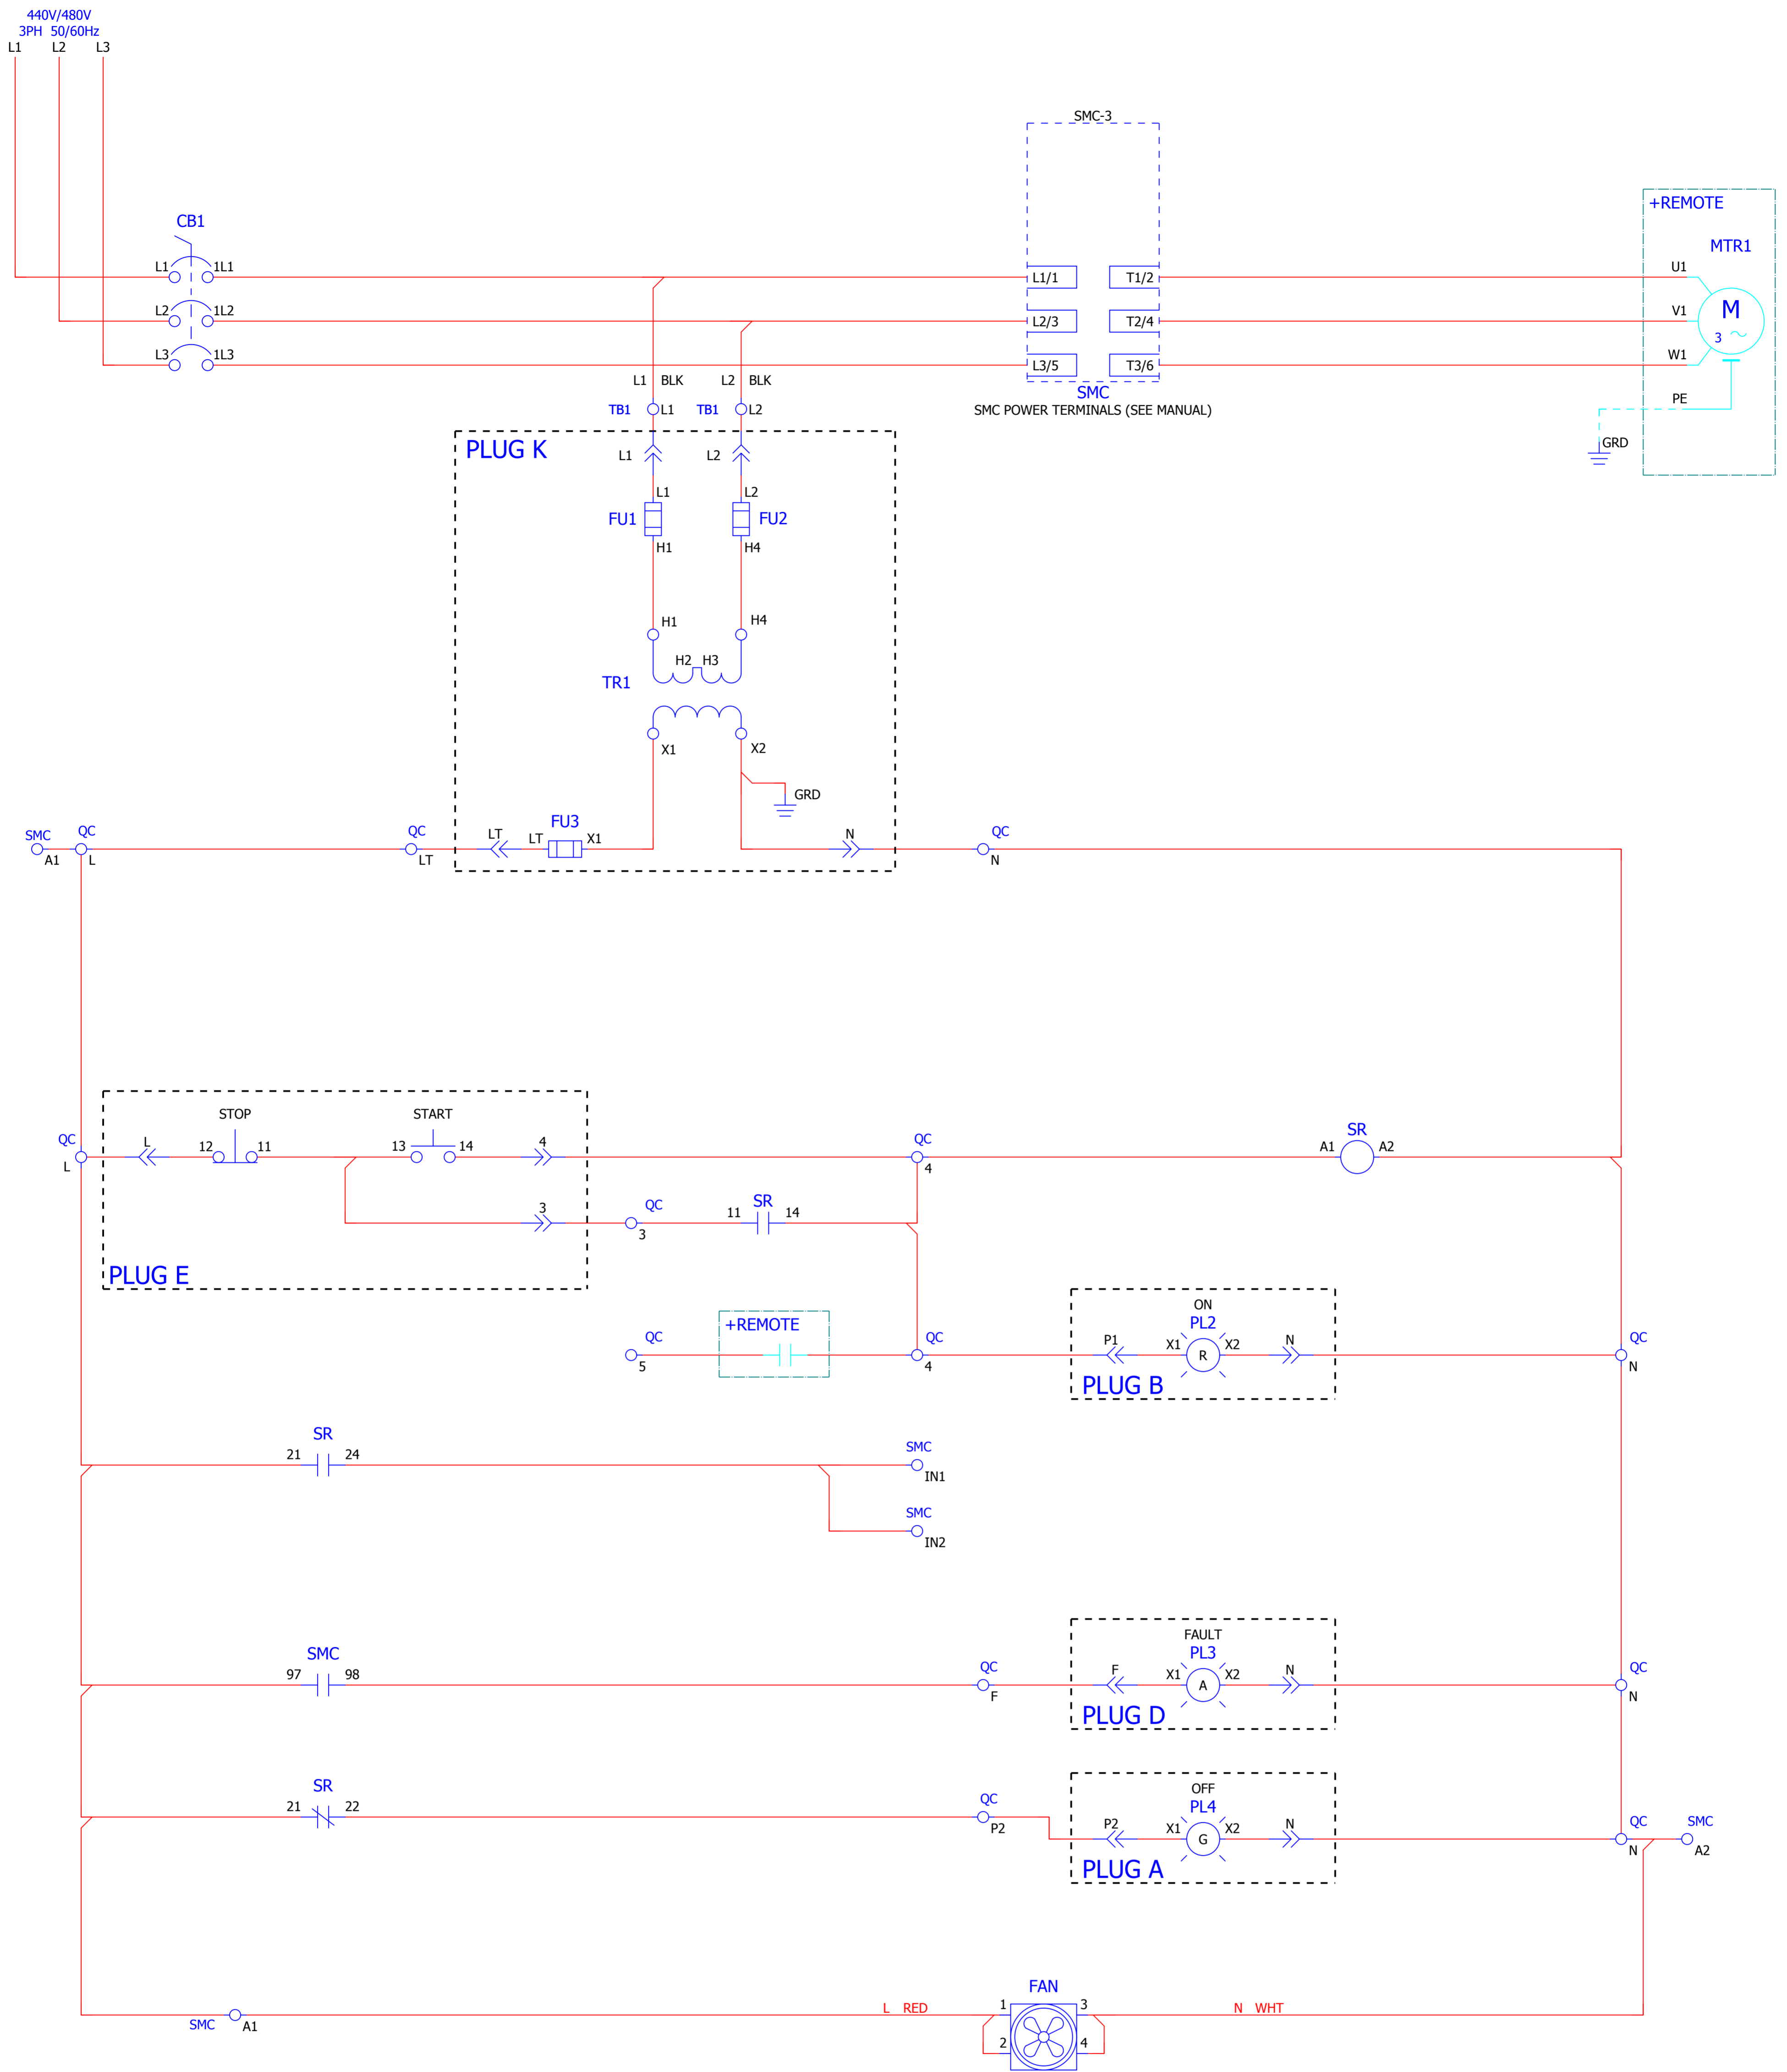 440V/480V
3PH 50/60Hz
L1 L2 L3
SMC-3
+REMOTE
CB1
MTR1
L1 1L1 L1/1 T1/2 U1
L2 1L2 L2/3 T2/4 V1 M
3
L3 1L3 L3/5 T3/6 W1
L1 BLK L2 BLK
SMC
TB1 L1 TB1 L2
SMC POWER TERMINALS (SEE MANUAL)
PE
GRD
PLUG K
L1 L2
L1 L2
FU1 FU2
H1 H4
H1 H4
H2 H3
TR1
X1 X2
GRD
FU3
SMC QC QC LT LT X1 N QC
A1 L LT N
STOP START
QC L 12 11 13 14 4 QC SR
A1 A2
L 4
3 QC SR
11 14
3
PLUG E
ON
+REMOTE PL2
QC QC P1 X1 X2 N QC
R
5 4 N
PLUG B
SR SMC
21 24
IN1
SMC
IN2
FAULT
SMC PL3
97 98 QC F X1 X2 N QC
A
F N
PLUG D
SR OFF
21 22 QC PL4
P2 P2 X1 X2 N QC SMC
G
N A2
PLUG A
FAN
L RED 1 3 N WHT
SMC A1
2 4